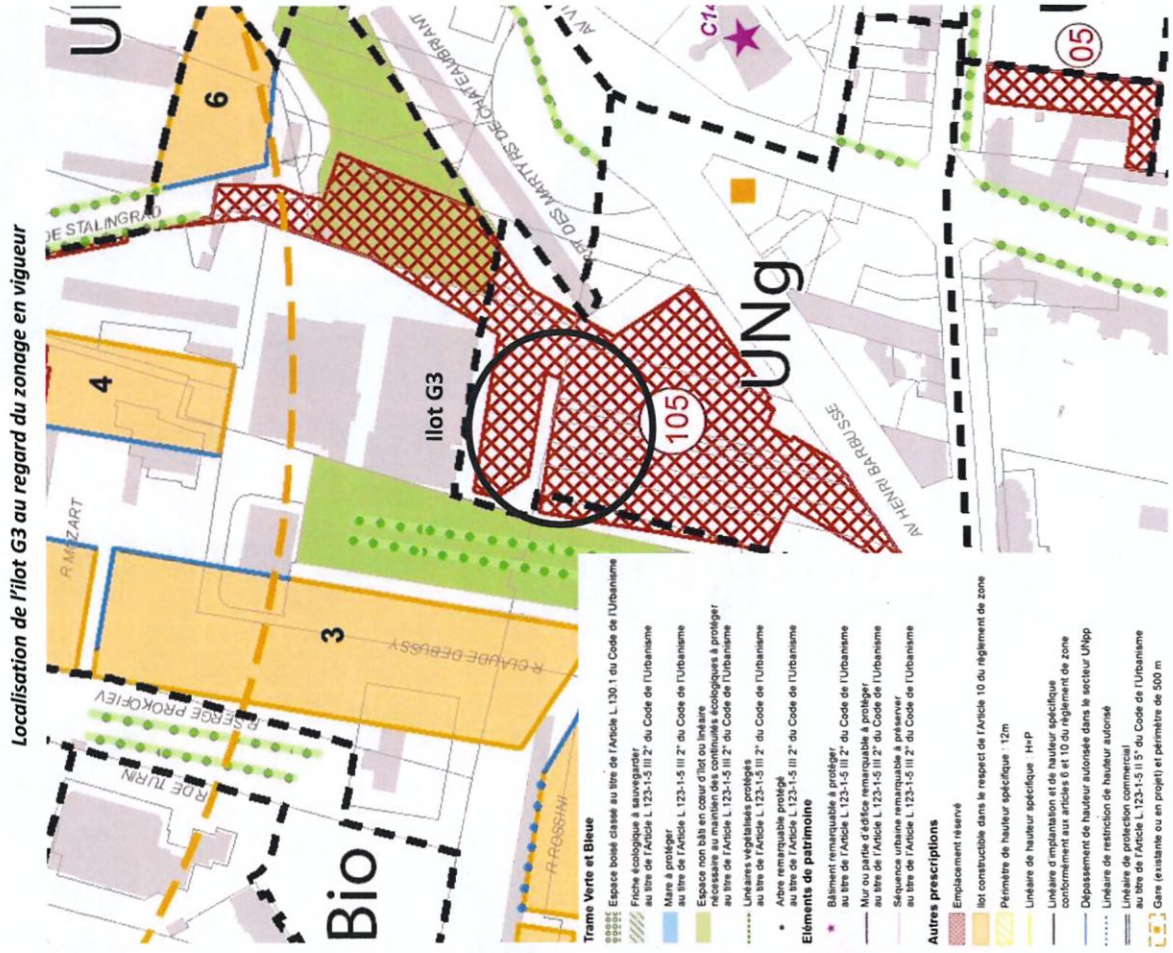 Localisation de l'ilot G3 au regard du zonage en vigueur
R MOZART
4
DE STALINGRAD
6
R SERGE PROKOFIEV
R DE TURIN
3
R CLAUDE DEBUSSY
Ilot G3
DES MARTYRS DE CHATEAUBRIANT
AV VI
C14
Bio
R ROSSINI
105
UNg
AV HENRI BARBUSSE
105
Trame Verte et Bleue
Espace boisé classé au titre de l'Article L.130.1 du Code de l'Urbanisme
Friche écologique à sauvegarder
au titre de l'Article L.123-1-5 III 2° du Code de l'Urbanisme
Mare à protéger
au titre de l'Article L.123-1-5 III 2° du Code de l'Urbanisme
Espace non bâti en coeur d'îlot ou linéaire
nécessaire au maintien des continuités écologiques à protéger
au titre de l'Article L.123-1-5 III 2° du Code de l'Urbanisme
Linéaires végétalisés protégés
au titre de l'Article L.123-1-5 III 2° du Code de l'Urbanisme
Arbre remarquable protégé
au titre de l'Article L.123-1-5 III 2° du Code de l'Urbanisme
Eléments de patrimoine
Bâtiment remarquable à protéger
au titre de l'Article L.123-1-5 III 2° du Code de l'Urbanisme
Mur ou partie d'édifice remarquable à protéger
au titre de l'Article L.123-1-5 III 2° du Code de l'Urbanisme
Séquence urbaine remarquable à préserver
au titre de l'Article L.123-1-5 III 2° du Code de l'Urbanisme
Autres prescriptions
Emplacement réservé
Ilot constructible dans le respect de l'Article 10 du règlement de zone
Périmètre de hauteur spécifique : 12m
Linéaire de hauteur spécifique : H=P
Linéaire d'implantation et de hauteur spécifique
conformément aux articles 6 et 10 du règlement de zone
Dépassement de hauteur autorisée dans le secteur UNpp
Linéaire de restriction de hauteur autorisé
Linéaire de protection commercial
au titre de l'Article L.123-1-5 II 5° du Code de l'Urbanisme
Gare (existante ou en projet) et périmètre de 500 m